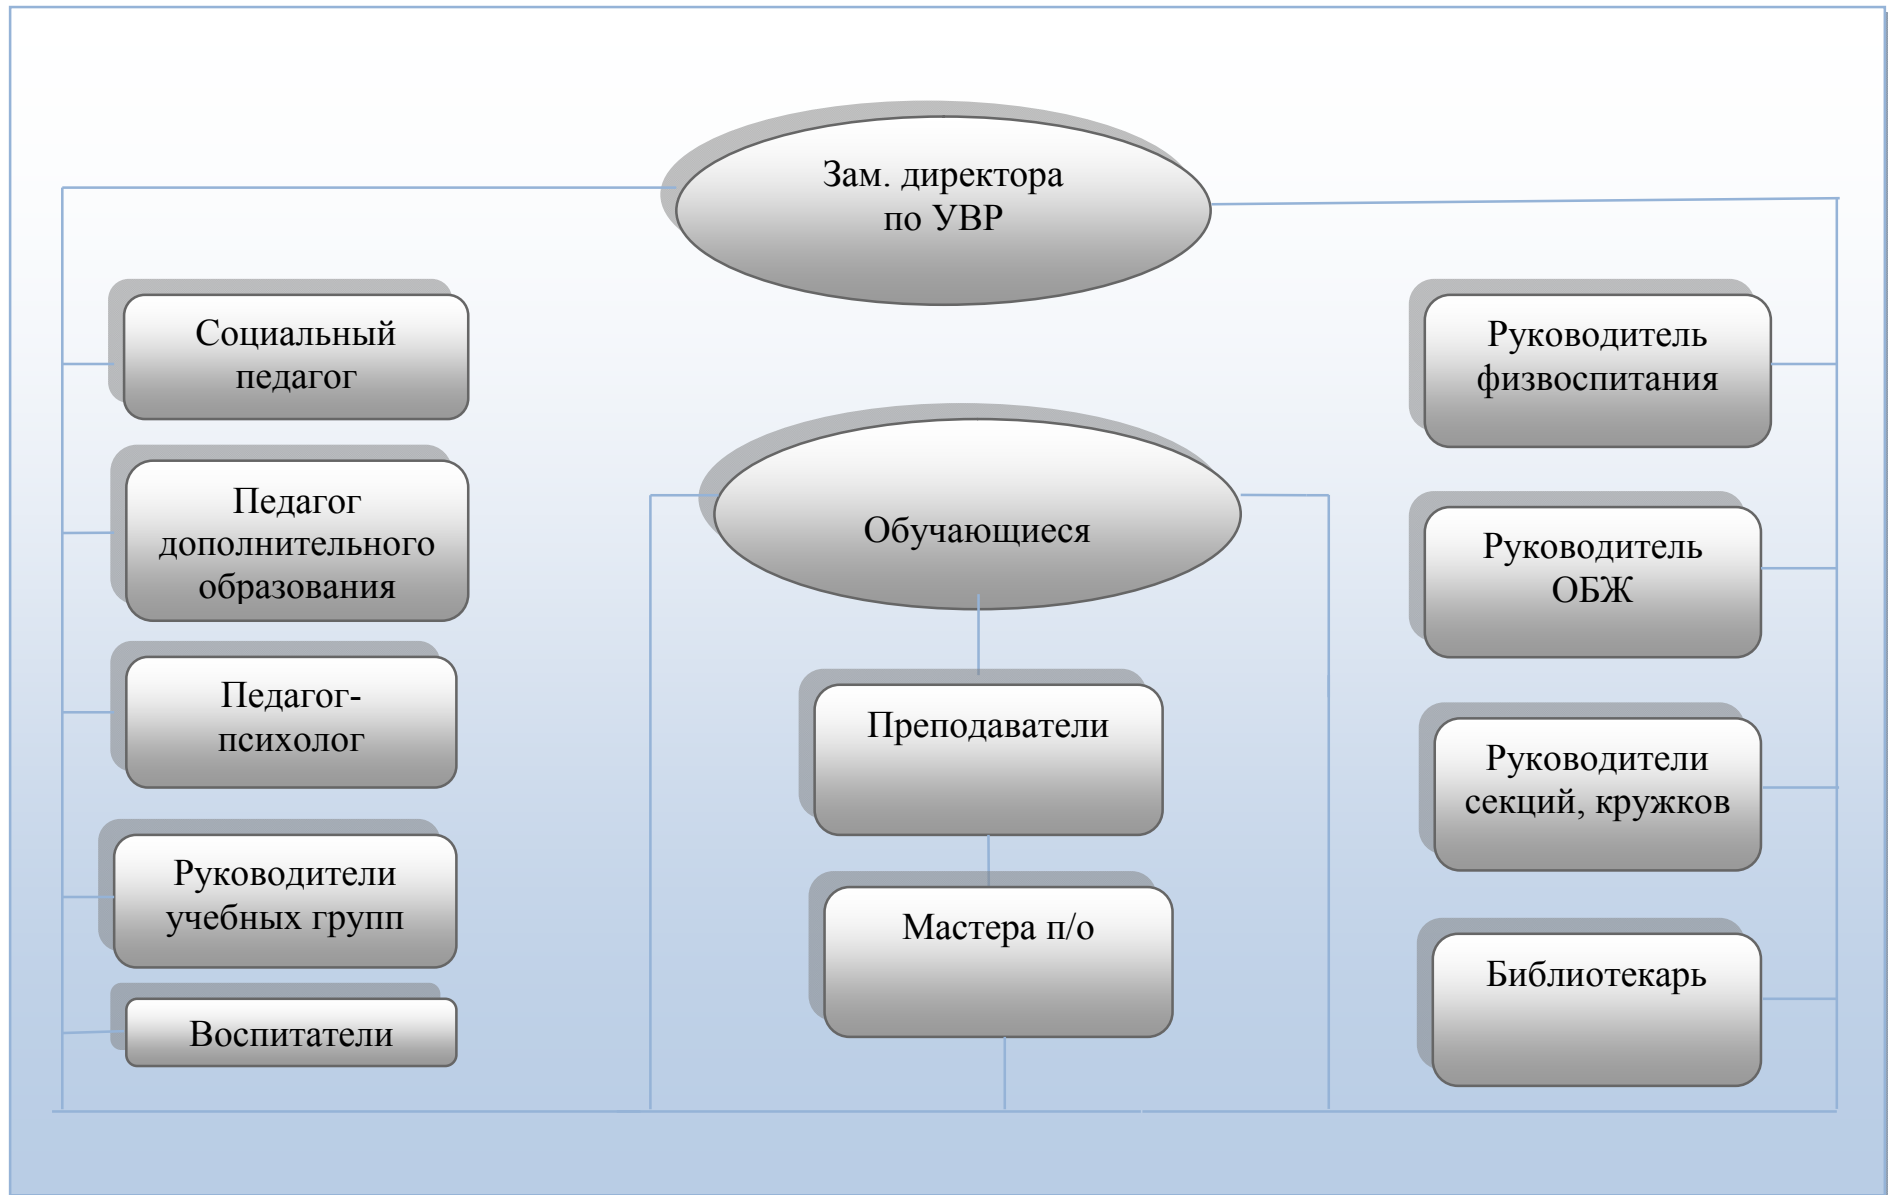 Зам. директора
по УВР
Социальный
педагог
Педагог
дополнительного
образования
Педагог-
психолог
Руководители
учебных групп
Воспитатели
Обучающиеся
Преподаватели
Мастера п/о
Руководитель
физвоспитания
Руководитель
ОБЖ
Руководители
секций, кружков
Библиотекарь